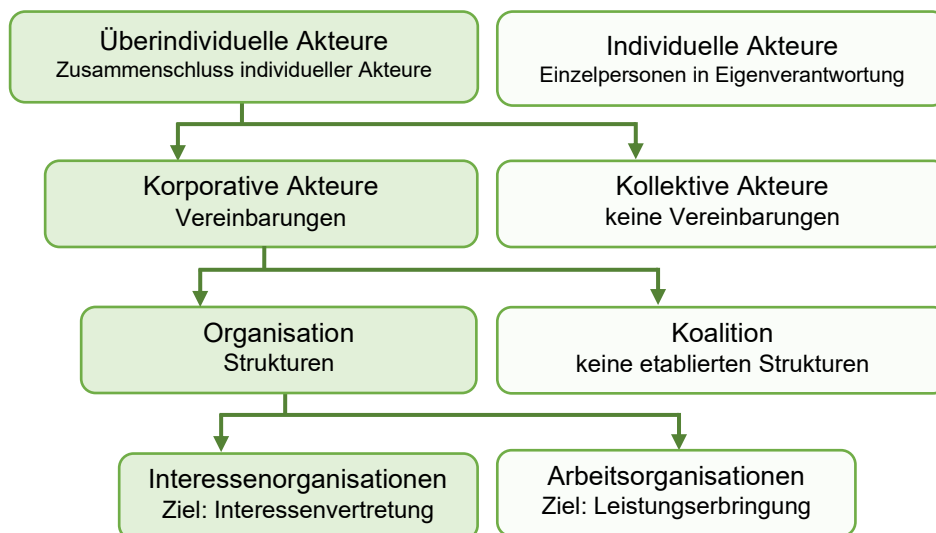 Überindividuelle Akteure
Zusammenschluss individueller Akteure
Individuelle Akteure
Einzelpersonen in Eigenverantwortung
Korporative Akteure
Vereinbarungen
Kollektive Akteure
keine Vereinbarungen
Organisation
Strukturen
Koalition
keine etablierten Strukturen
Interessenorganisationen
Ziel: Interessenvertretung
Arbeitsorganisationen
Ziel: Leistungserbringung